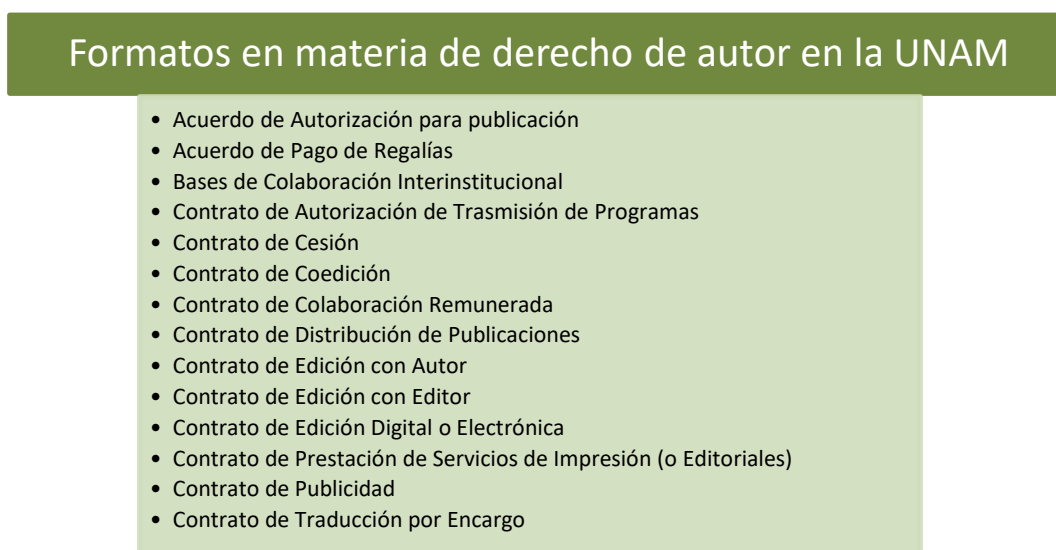 Formatos en materia de derecho de autor en la UNAM
• Acuerdo de Autorización para publicación
• Acuerdo de Pago de Regalías
• Bases de Colaboración Interinstitucional
• Contrato de Autorización de Trasmisión de Programas
• Contrato de Cesión
• Contrato de Coedición
• Contrato de Colaboración Remunerada
• Contrato de Distribución de Publicaciones
• Contrato de Edición con Autor
• Contrato de Edición con Editor
• Contrato de Edición Digital o Electrónica
• Contrato de Prestación de Servicios de Impresión (o Editoriales)
• Contrato de Publicidad
• Contrato de Traducción por Encargo